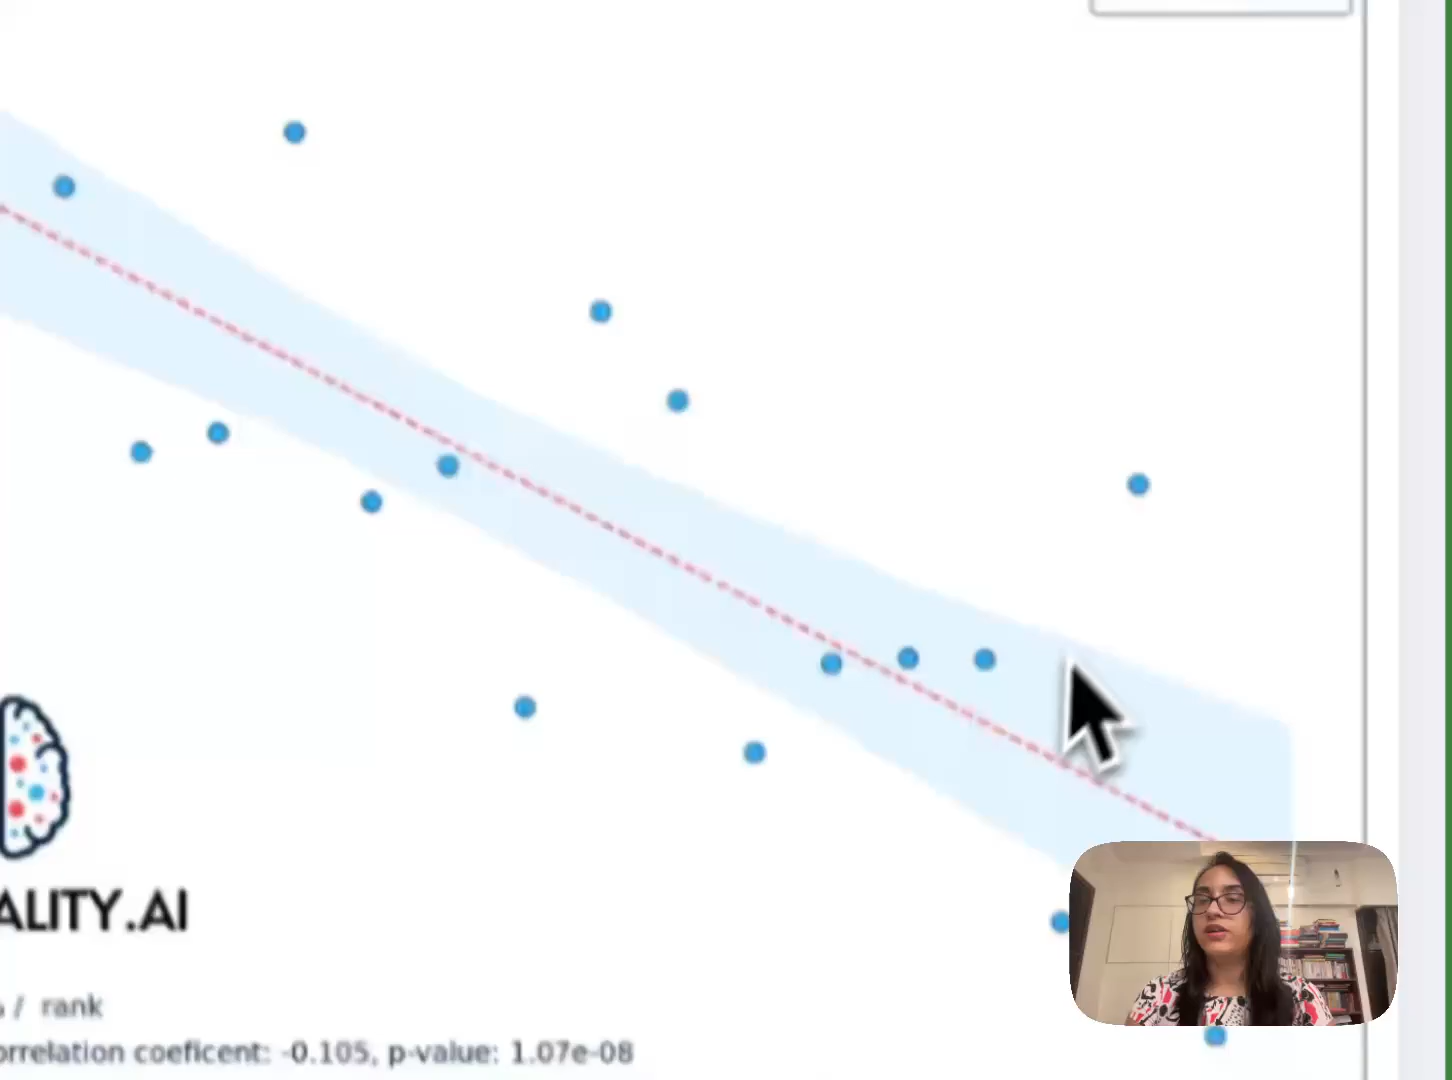 ALITY.AI
/ rank
orrelation coeficent: -0.105, p-value: 1.07e-08